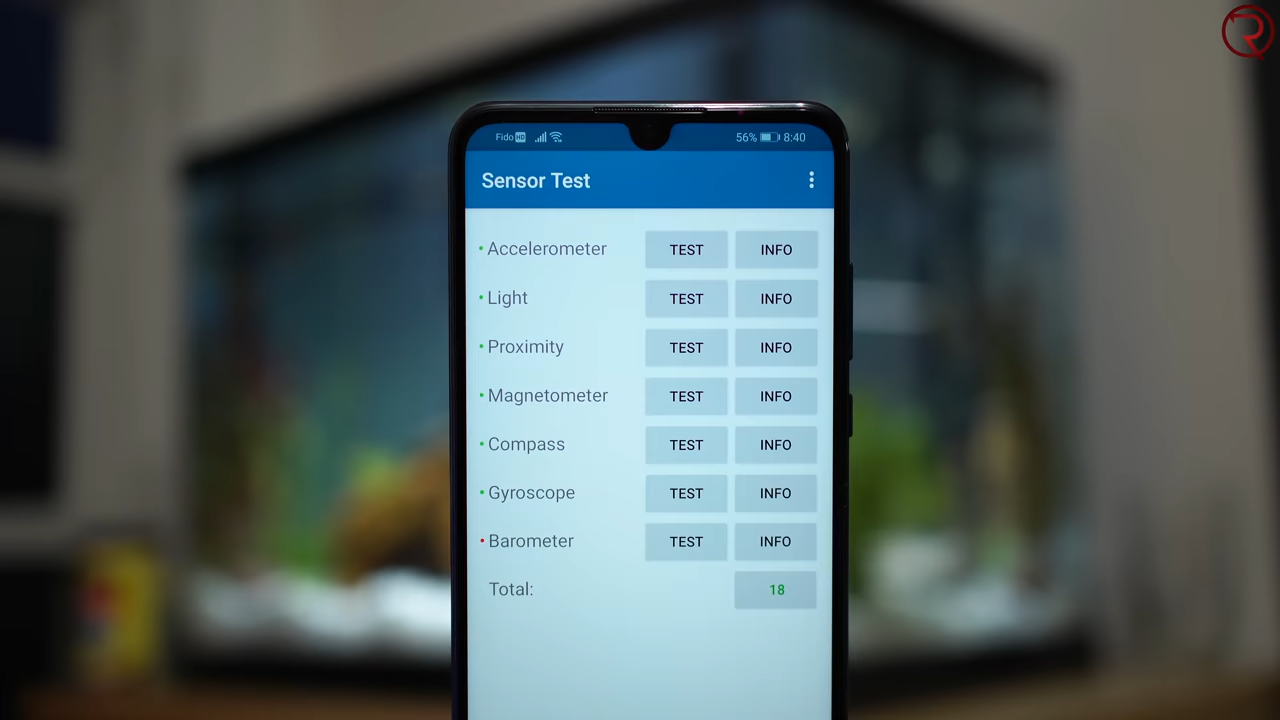 Fido HD 56% 8:40
Sensor Test
Accelerometer TEST INFO
Light TEST INFO
Proximity TEST INFO
Magnetometer TEST INFO
Compass TEST INFO
Gyroscope TEST INFO
Barometer TEST INFO
Total: 18